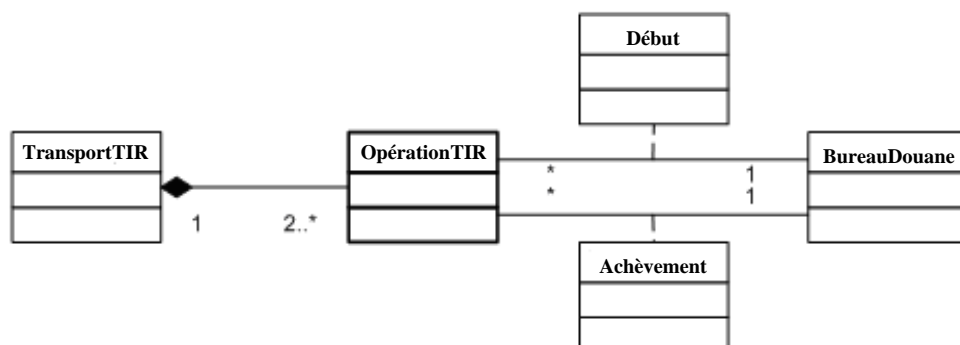 Début
TransportTIR
OpérationTIR
BureauDouane
* 1
* 1
1 2..*
Achèvement